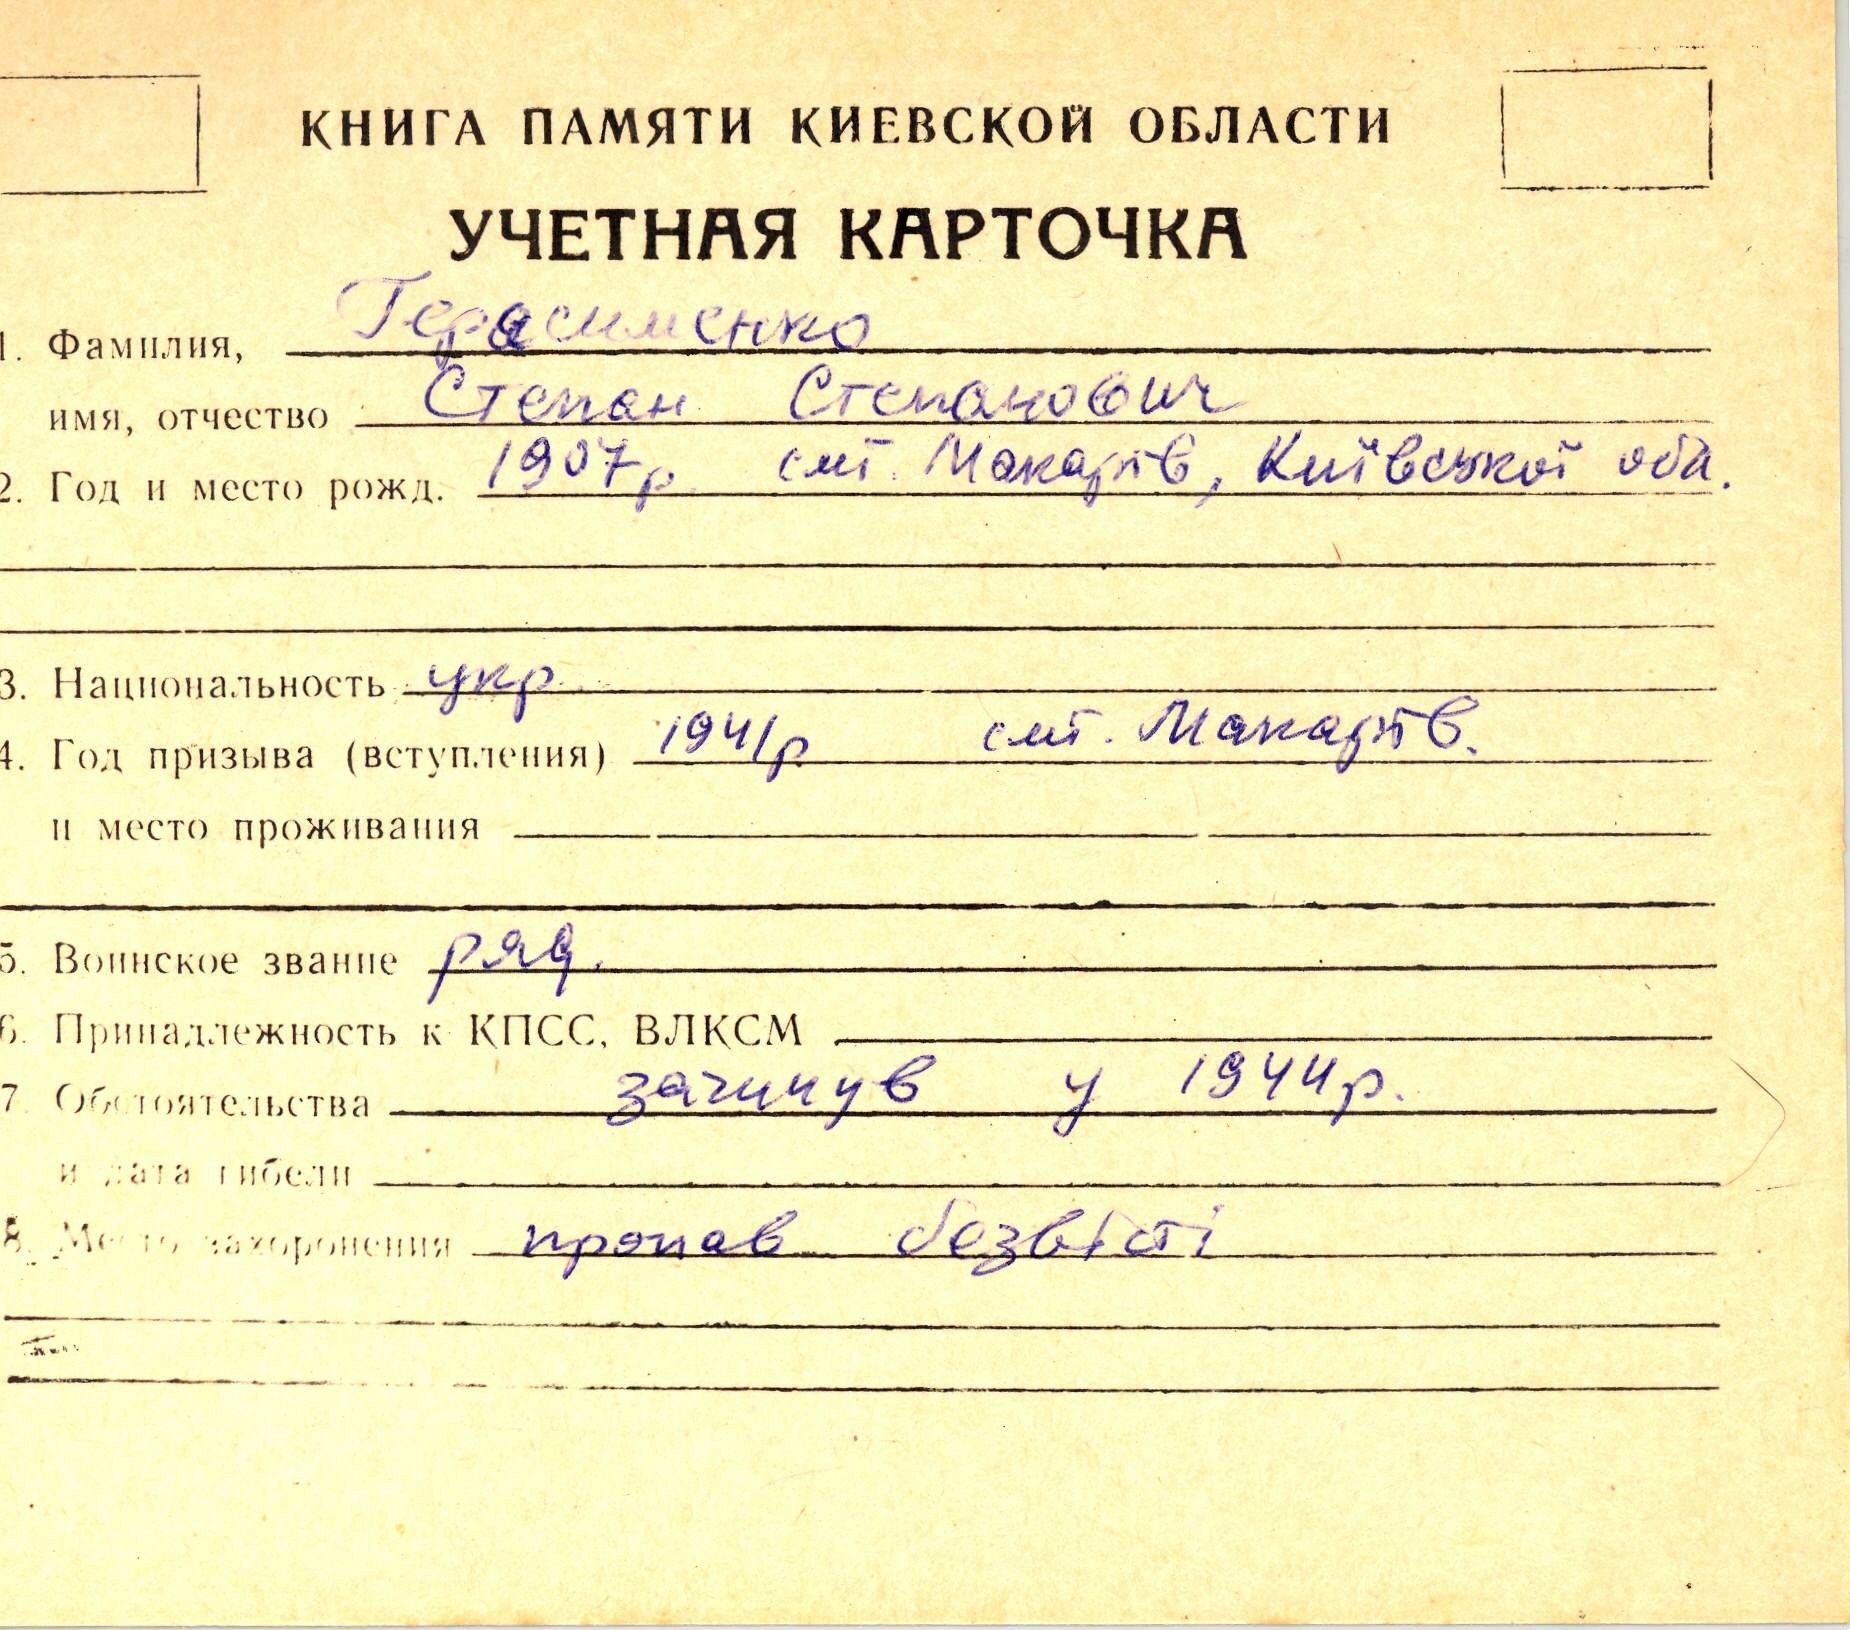 КНИГА ПАМЯТИ КИЕВСКОЙ ОБЛАСТИ
УЧЕТНАЯ КАРТОЧКА
1. Фамилия, Герасименко
имя, отчество Степан Степанович
2. Год и место рожд. 1907р. смт. Макарів, Київської обл.
3. Национальность укр
4. Год призыва (вступления) 1941р смт. Макарів.
и место проживания
5. Воинское звание ряд.
6. Принадлежность к КПСС, ВЛКСМ
7 Обстоятельства загинув у 1944р.
и дата гибели
8. Место захоронения пропав безвісті